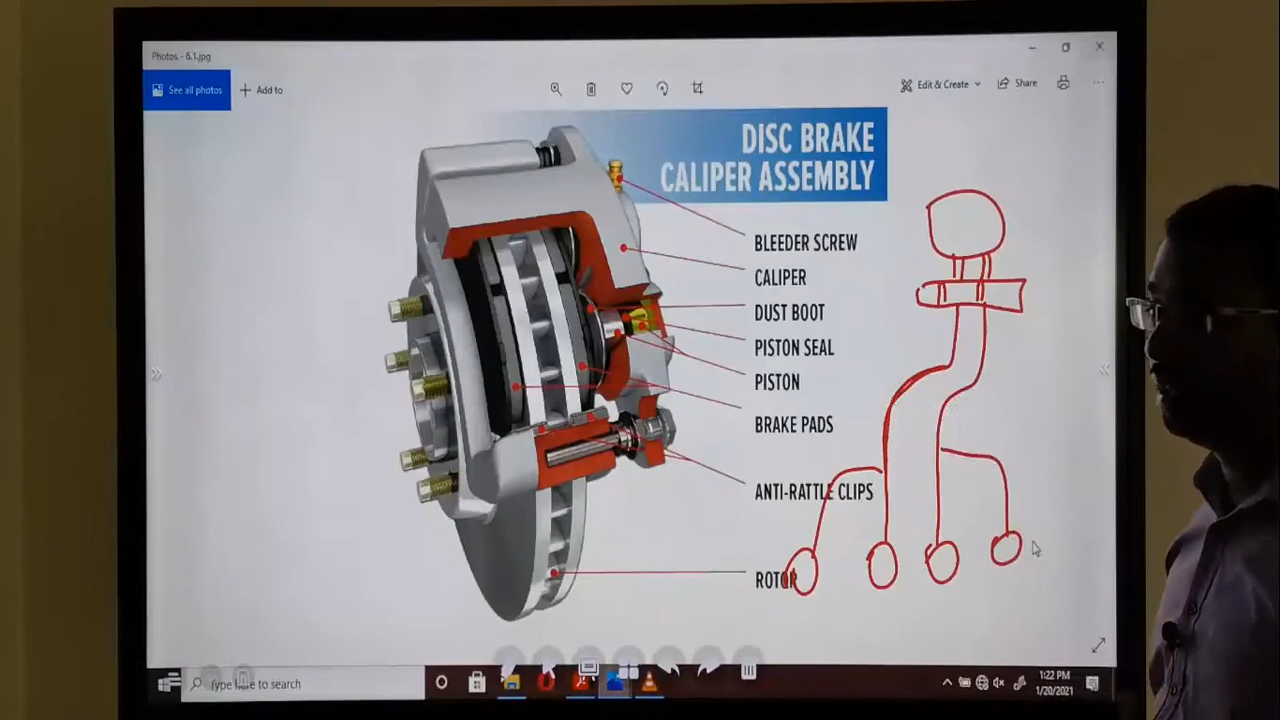 Photos - 6.1.jpg
See all photos
Add to
Edit & Create
Share
DISC BRAKE
CALIPER ASSEMBLY
BLEEDER SCREW
CALIPER
DUST BOOT
PISTON SEAL
PISTON
BRAKE PADS
ANTI-RATTLE CLIPS
ROTOR
Type here to search
1:22 PM
1/20/2021